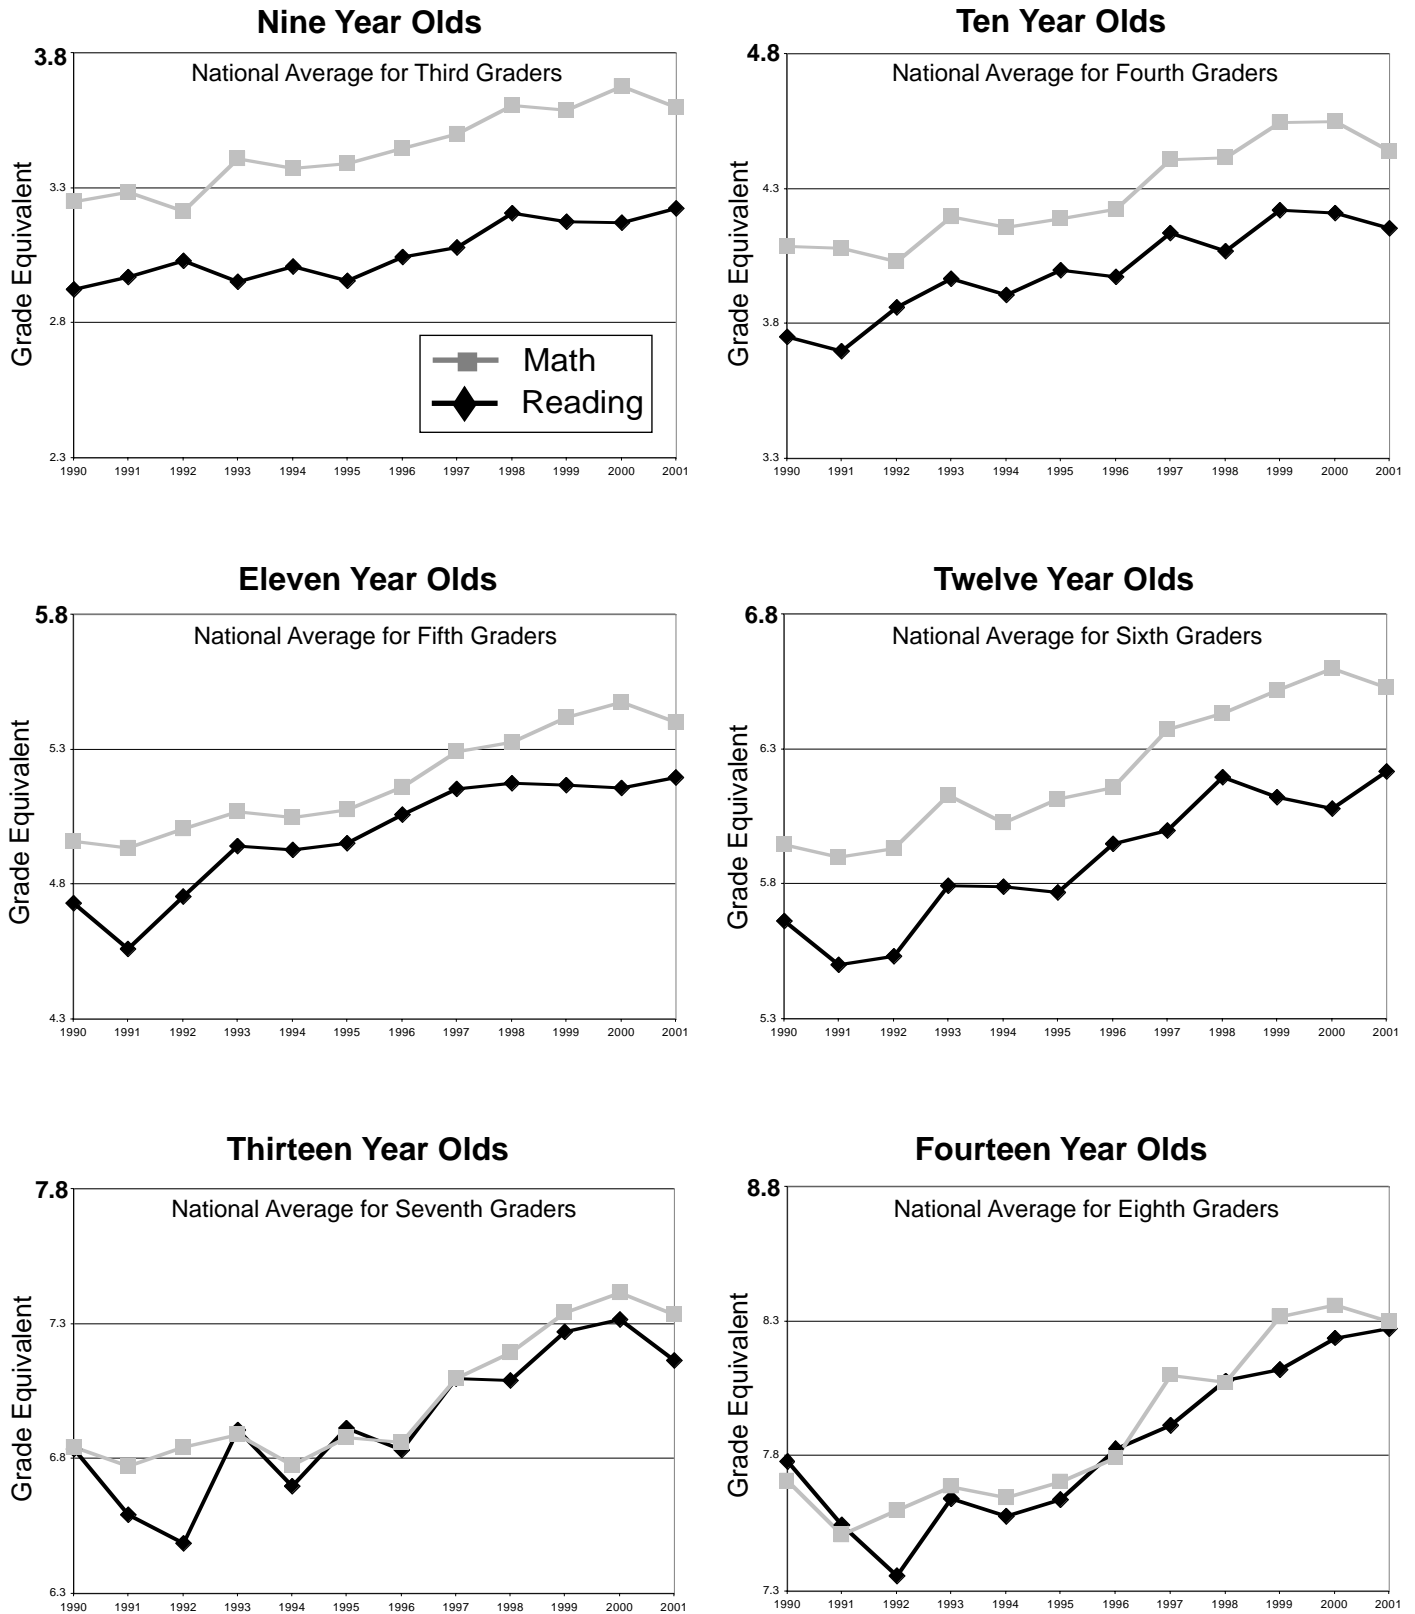 Nine Year Olds
3.8
National Average for Third Graders
Grade Equivalent
3.3
2.8
2.3
Math
Reading
1990 1991 1992 1993 1994 1995 1996 1997 1998 1999 2000 2001
Ten Year Olds
4.8
National Average for Fourth Graders
Grade Equivalent
4.3
3.8
3.3
1990 1991 1992 1993 1994 1995 1996 1997 1998 1999 2000 2001
Eleven Year Olds
5.8
National Average for Fifth Graders
Grade Equivalent
5.3
4.8
4.3
1990 1991 1992 1993 1994 1995 1996 1997 1998 1999 2000 2001
Twelve Year Olds
6.8
National Average for Sixth Graders
Grade Equivalent
6.3
5.8
5.3
1990 1991 1992 1993 1994 1995 1996 1997 1998 1999 2000 2001
Thirteen Year Olds
7.8
National Average for Seventh Graders
Grade Equivalent
7.3
6.8
6.3
1990 1991 1992 1993 1994 1995 1996 1997 1998 1999 2000 2001
Fourteen Year Olds
8.8
National Average for Eighth Graders
Grade Equivalent
8.3
7.8
7.3
1990 1991 1992 1993 1994 1995 1996 1997 1998 1999 2000 2001